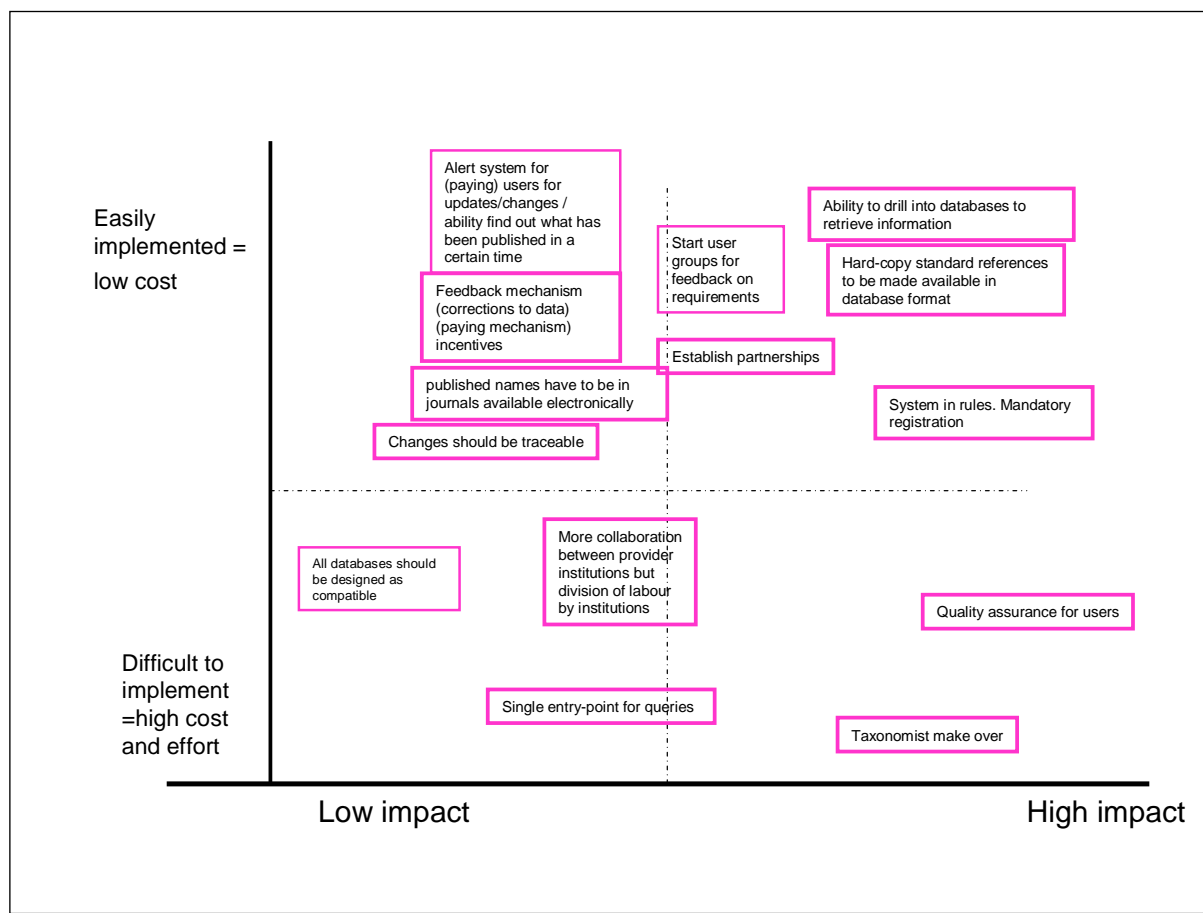 Easily
implemented =
low cost
Alert system for
(paying) users for
updates/changes /
ability find out what has
been published in a
certain time
Feedback mechanism
(corrections to data)
(paying mechanism)
incentives
published names have to be in
journals available electronically
Changes should be traceable
Start user
groups for
feedback on
requirements
Establish partnerships
Ability to drill into databases to
retrieve information
Hard-copy standard references
to be made available in
database format
System in rules. Mandatory
registration
All databases should
be designed as
compatible
More collaboration
between provider
institutions but
division of labour
by institutions
Quality assurance for users
Difficult to
implement
=high cost
and effort
Single entry-point for queries
Taxonomist make over
Low impact
High impact